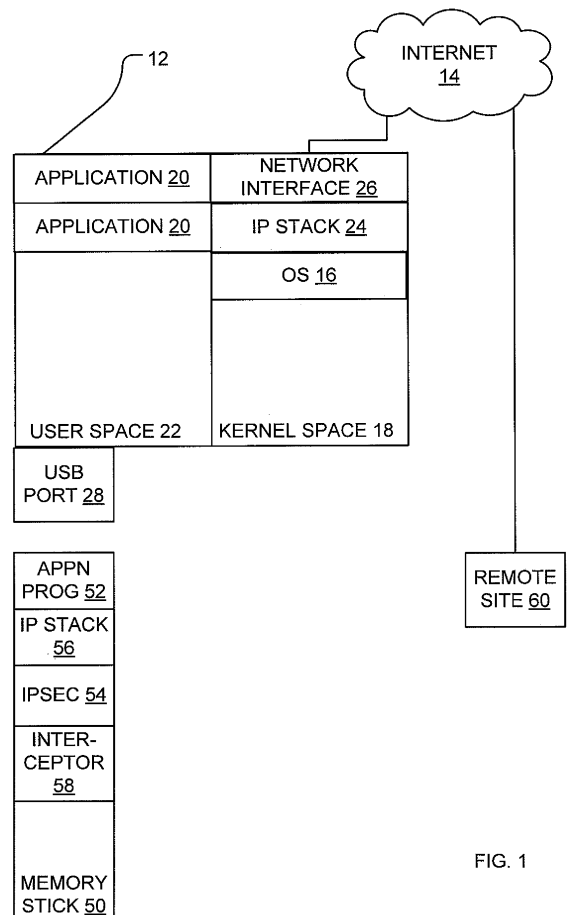 12
INTERNET
14
APPLICATION 20
NETWORK
INTERFACE 26
APPLICATION 20
IP STACK 24
OS 16
USER SPACE 22
KERNEL SPACE 18
USB
PORT 28
APPN
PROG 52
IP STACK
56
IPSEC 54
INTER-
CEPTOR
58
MEMORY
STICK 50
REMOTE
SITE 60
FIG. 1